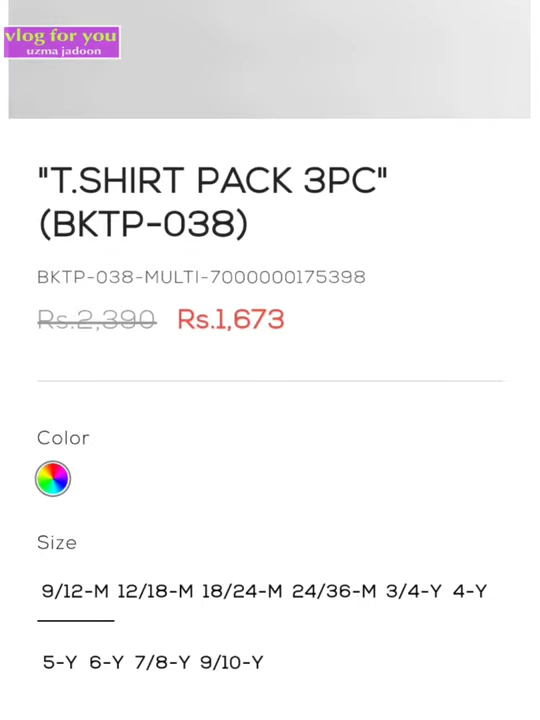 vlog for you
uzma jadoon
"T.SHIRT PACK 3PC"
(BKTP-038)
BKTP-038-MULTI-7000000175398
Rs.2,390 Rs.1,673
Color
Size
9/12-M 12/18-M 18/24-M 24/36-M 3/4-Y 4-Y
5-Y 6-Y 7/8-Y 9/10-Y